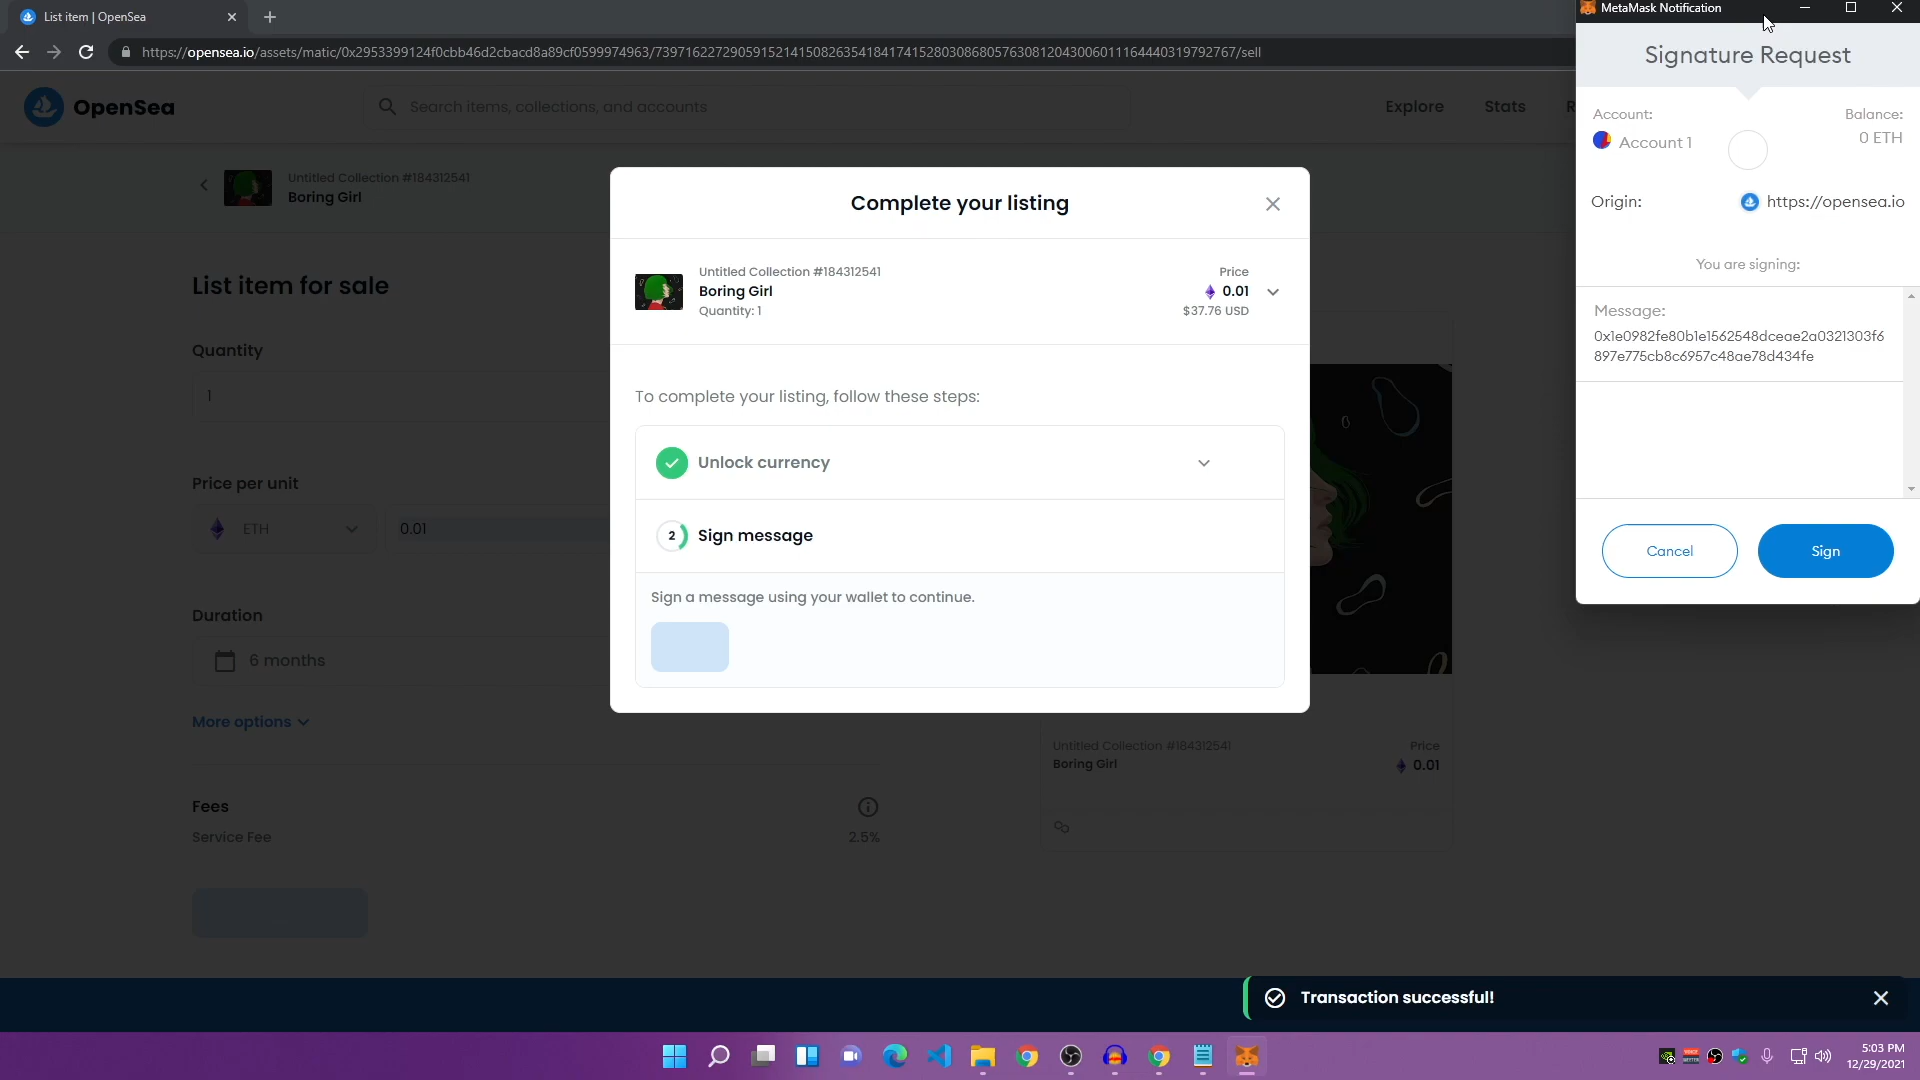 List item | OpenSea
https://opensea.io/assets/matic/0x2953399124f0cbb46d2cbacd8a89cf0599974963/73971622729059152141508263541841741528030868057630812043006011164440319792767/sell
OpenSea
Search items, collections, and accounts
Explore
Stats
R
Untitled Collection #184312541
Boring Girl
List item for sale
Quantity
1
Price per unit
ETH
0.01
Duration
6 months
More options
Fees
Service Fee
2.5%
Complete your listing
Untitled Collection #184312541
Boring Girl
Quantity: 1
Price
0.01
$37.76 USD
To complete your listing, follow these steps:
Unlock currency
2
Sign message
Sign a message using your wallet to continue.
Untitled Collection #184312541
Price
Boring Girl
0.01
MetaMask Notification
Signature Request
Account:
Balance:
Account 1
0 ETH
Origin:
https://opensea.io
You are signing:
Message:
0x1e0982fe80b1e1562548dceae2a0321303f6
897e775cb8c6957c48ae78d434fe
Cancel
Sign
Transaction successful!
5:03 PM
12/29/2021